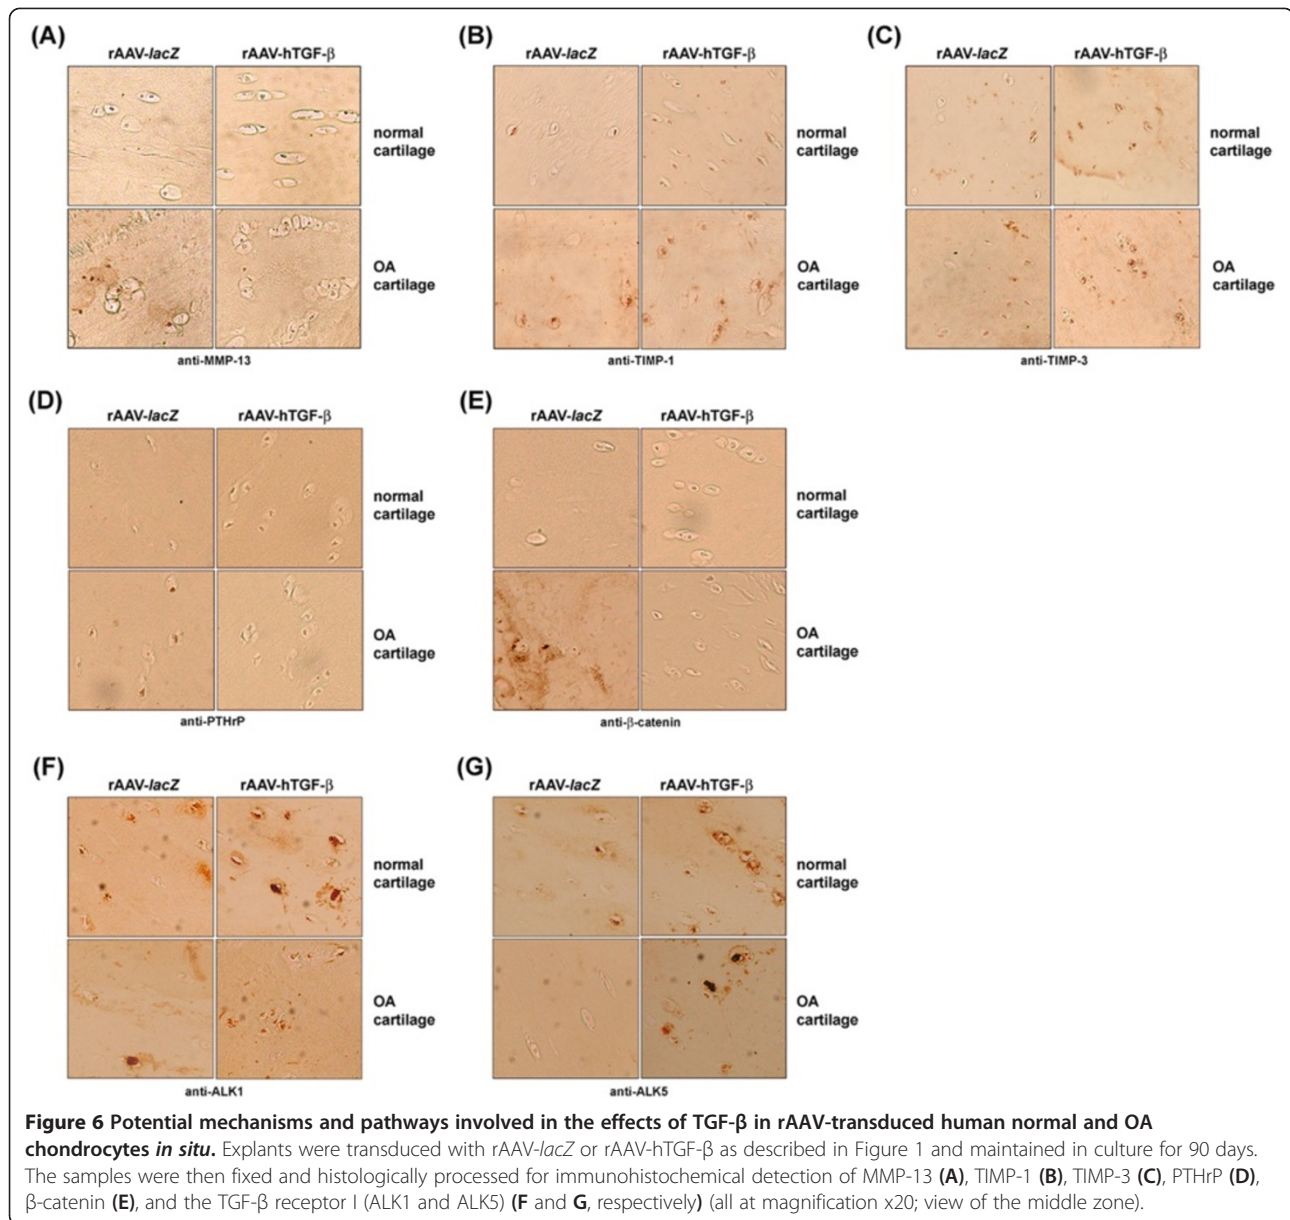 (A)
rAAV-lacZ rAAV-hTGF-β
normal cartilage
OA cartilage
anti-MMP-13
(B)
rAAV-lacZ rAAV-hTGF-β
normal cartilage
OA cartilage
anti-TIMP-1
(C)
rAAV-lacZ rAAV-hTGF-β
normal cartilage
OA cartilage
anti-TIMP-3
(D)
rAAV-lacZ rAAV-hTGF-β
normal cartilage
OA cartilage
anti-PTHrP
(E)
rAAV-lacZ rAAV-hTGF-β
normal cartilage
OA cartilage
anti-β-catenin
(F)
rAAV-lacZ rAAV-hTGF-β
normal cartilage
OA cartilage
anti-ALK1
(G)
rAAV-lacZ rAAV-hTGF-β
normal cartilage
OA cartilage
anti-ALK5
Figure 6 Potential mechanisms and pathways involved in the effects of TGF-β in rAAV-transduced human normal and OA
chondrocytes in situ. Explants were transduced with rAAV-lacZ or rAAV-hTGF-β as described in Figure 1 and maintained in culture for 90 days.
The samples were then fixed and histologically processed for immunohistochemical detection of MMP-13 (A), TIMP-1 (B), TIMP-3 (C), PTHrP (D),
β-catenin (E), and the TGF-β receptor I (ALK1 and ALK5) (F and G, respectively) (all at magnification x20; view of the middle zone).